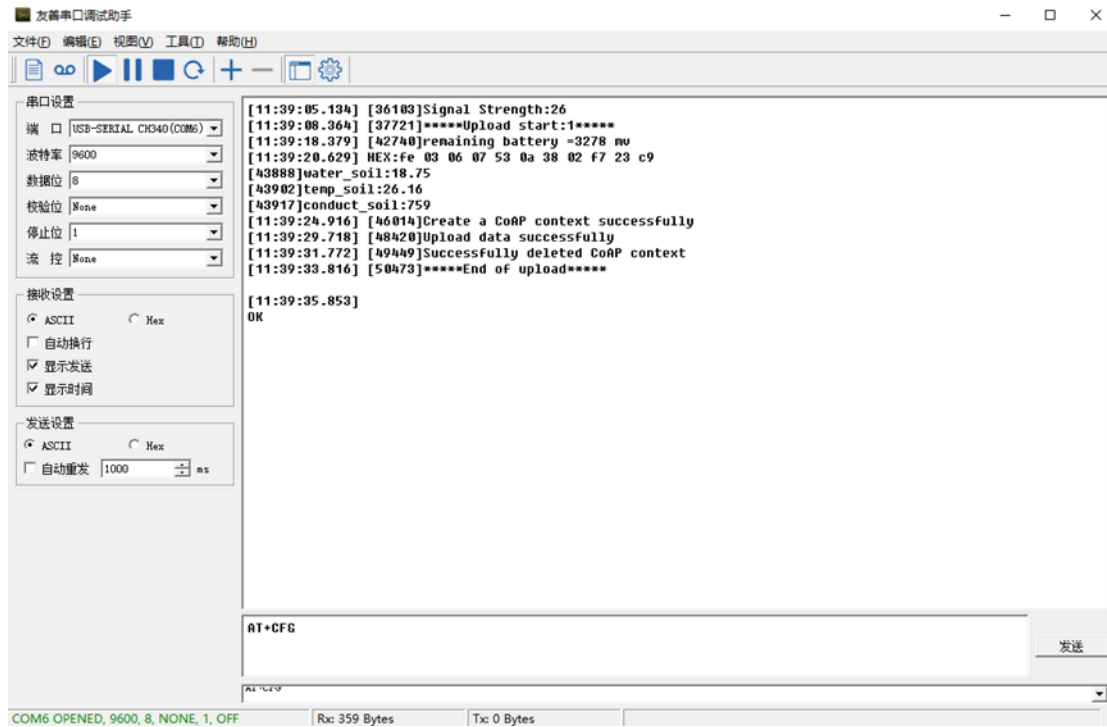 友善串口调试助手
文件(F) 编辑(E) 视图(V) 工具(T) 帮助(H)
串口设置
端 口 USB-SERIAL CH340(COM6)
波特率 9600
数据位 8
校验位 None
停止位 1
流 控 None
接收设置
ASCII Hex
自动换行
显示发送
显示时间
发送设置
ASCII Hex
自动重发 1000 ms
[11:39:05.134] [36103]Signal Strength:26
[11:39:08.364] [37721]*****Upload start:1*****
[11:39:18.379] [42740]remaining battery =3278 mv
[11:39:20.629] HEX:fe 03 06 07 53 0a 38 02 f7 23 c9
[43888]water_soil:18.75
[43902]temp_soil:26.16
[43917]conduct_soil:759
[11:39:24.916] [46014]Create a CoAP context successfully
[11:39:29.718] [48420]Upload data successfully
[11:39:31.772] [49449]Successfully deleted CoAP context
[11:39:33.816] [50473]*****End of upload*****
[11:39:35.853]
OK
AT+CFG
发送
AT+CFG
COM6 OPENED, 9600, 8, NONE, 1, OFF Rx: 359 Bytes Tx: 0 Bytes